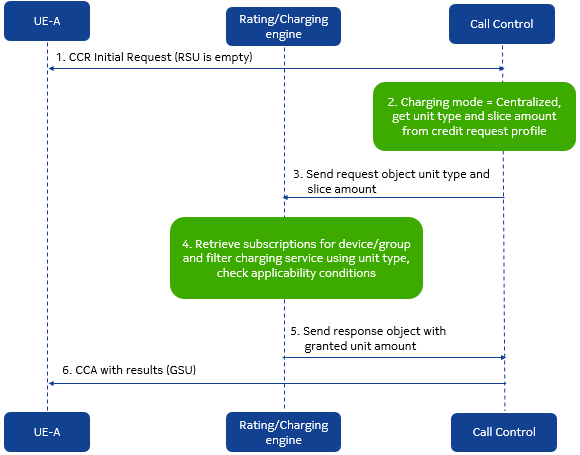 UE-A
Rating/Charging
engine
Call Control
1. CCR Initial Request (RSU is empty)
2. Charging mode = Centralized,
get unit type and slice amount
from credit request profile
3. Send request object unit type and
slice amount
4. Retrieve subscriptions for device/group
and filter charging service using unit type,
check applicability conditions
5. Send response object with
granted unit amount
6. CCA with results (GSU)
UE-A
Rating/Charging
engine
Call Control